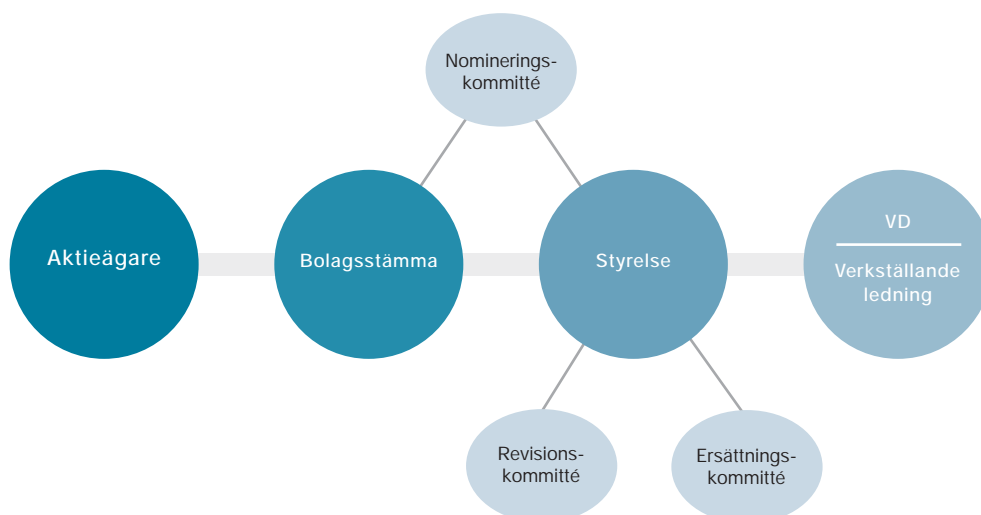 Nominerings-
kommitté
Aktieägare
Bolagsstämma
Styrelse
VD
Verkställande
ledning
Revisions-
kommitté
Ersättnings-
kommitté